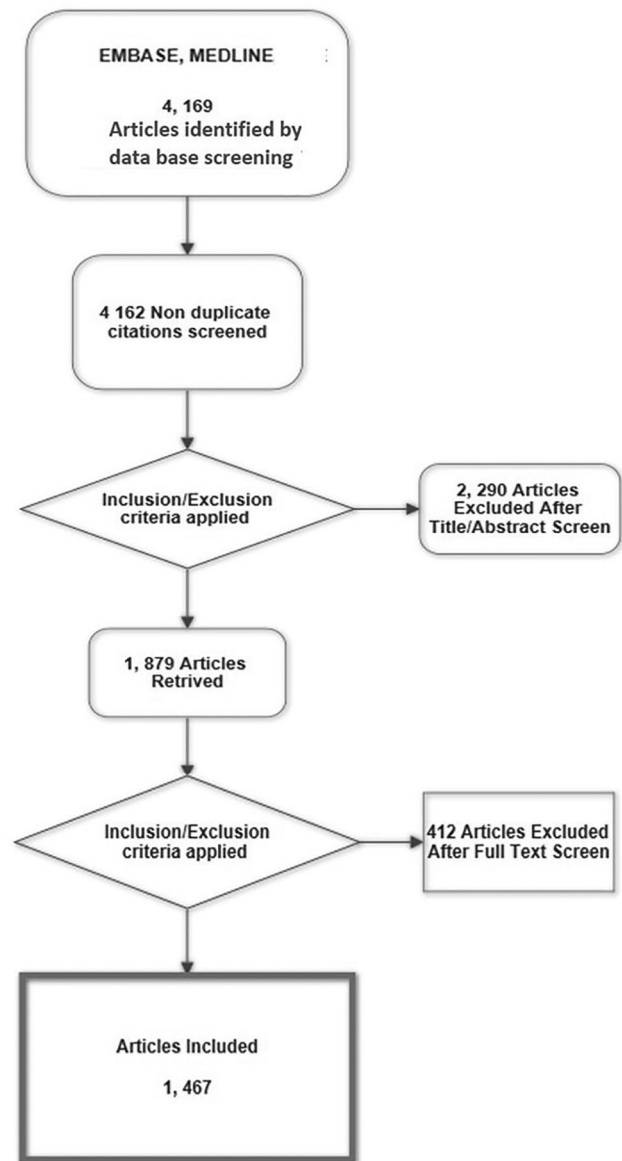 EMBASE, MEDLINE
4, 169
Articles identified by
data base screening
4 162 Non duplicate
citations screened
Inclusion/Exclusion
criteria applied
2, 290 Articles
Excluded After
Title/Abstract Screen
1, 879 Articles
Retrived
Inclusion/Exclusion
criteria applied
412 Articles Excluded
After Full Text Screen
Articles Included
1, 467